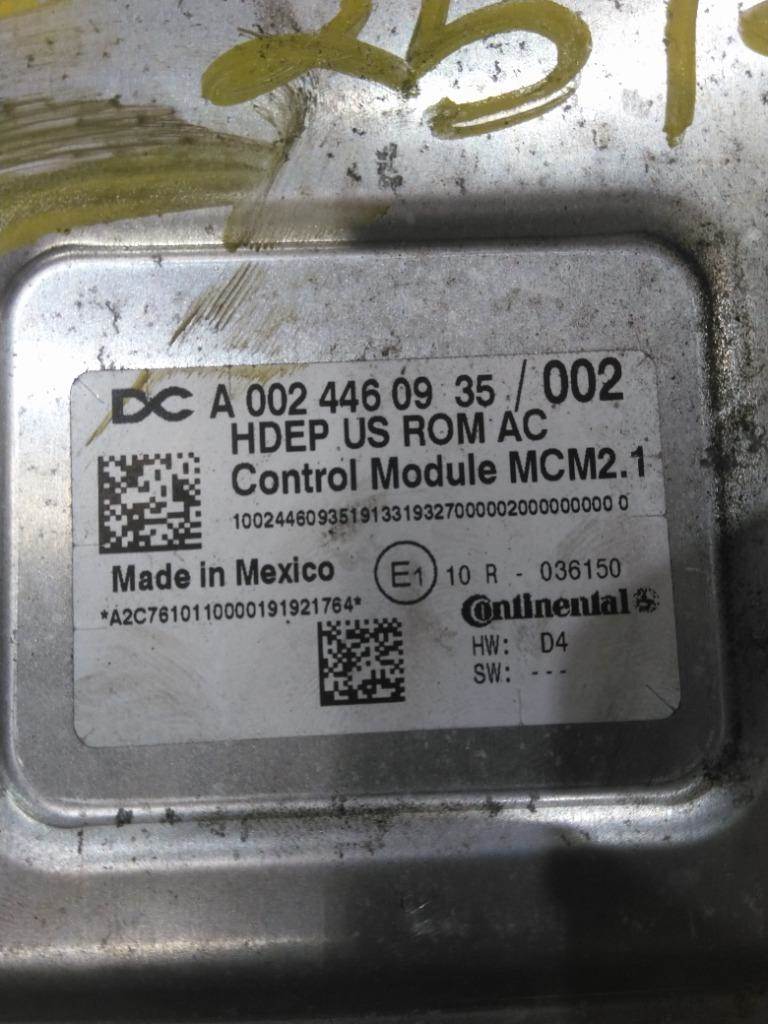 DC A 002 446 09 35 / 002
HDEP US ROM AC
Control Module MCM2.1
10024460935191331932700000200000000 0
Made in Mexico E1 10 R - 036150
*A2C7610110000191921764*
Continental
HW: D4
SW: ---